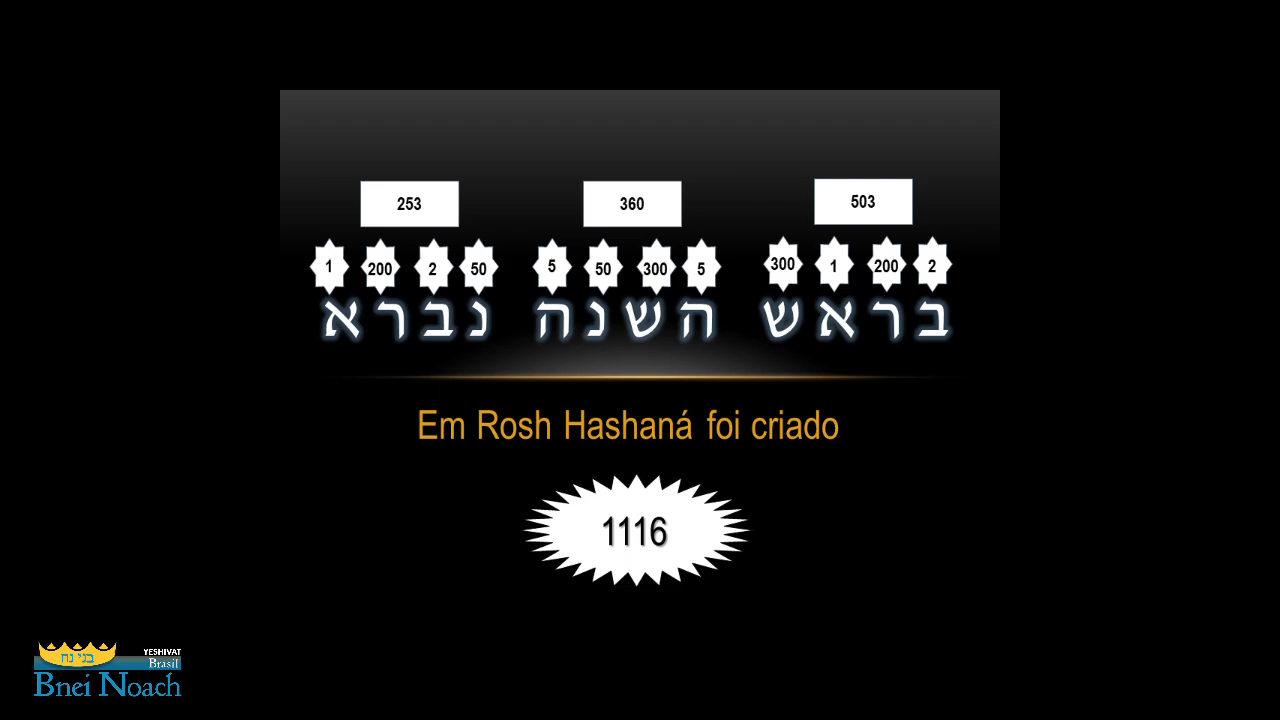 253 360 503
1 200 2 50 5 50 300 5 300 1 200 2
בראש השנה נברא
Em Rosh Hashaná foi criado
1116
בני נח
YESHIVAT
Brasil
Bnei Noach